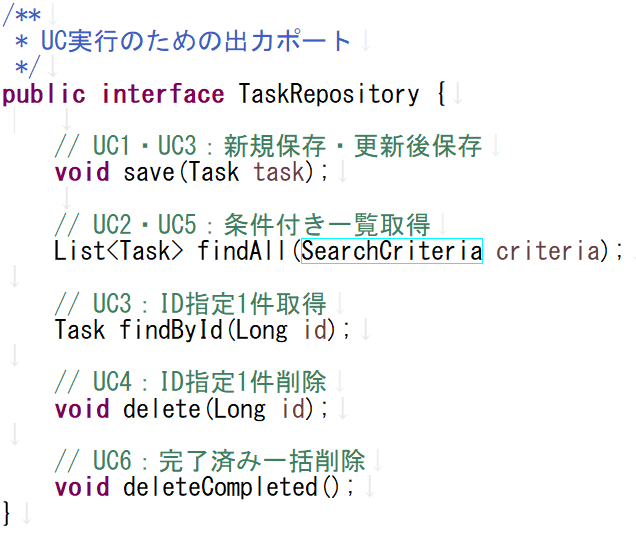 /**
 * UC実行のための出力ポート
 */
public interface TaskRepository {
    // UC1・UC3：新規保存・更新後保存
    void save(Task task);
    // UC2・UC5：条件付き一覧取得
    List<Task> findAll(SearchCriteria criteria);
    // UC3：ID指定1件取得
    Task findById(Long id);
    // UC4：ID指定1件削除
    void delete(Long id);
    // UC6：完了済み一括削除
    void deleteCompleted();
}